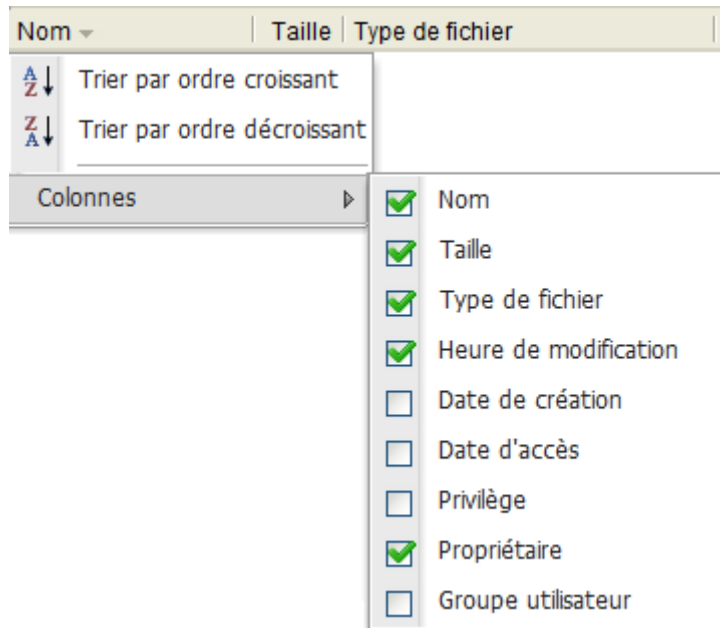 Nom Taille Type de fichier
A Z Trier par ordre croissant
Z A Trier par ordre décroissant
Colonnes
Nom
Taille
Type de fichier
Heure de modification
Date de création
Date d'accès
Privilège
Propriétaire
Groupe utilisateur